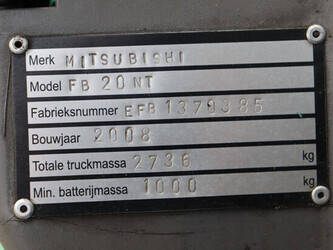 Merk MITSUBISHI
Model FB 20 NT
Fabrieksnummer EFB 1379385
Bouwjaar 2008
Totale truckmassa 2736 kg
Min. batterijmassa 1000 kg